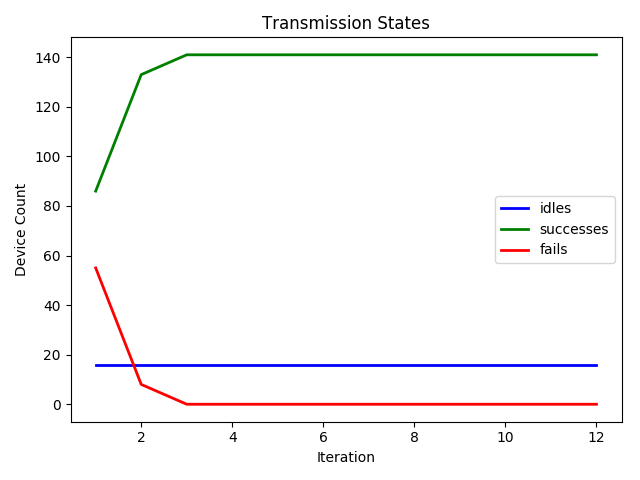 Transmission States
Device Count
140
120
100
80
60
40
20
0
idles
successes
fails
2 4 6 8 10 12
Iteration